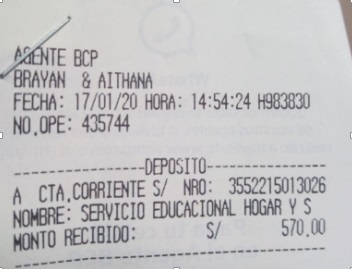 AGENTE BCP
BRAYAN & AITHANA
FECHA: 17/01/20 HORA: 14:54:24 H983830
NO.OPE: 435744
--------------------DEPOSITO--------------------
A CTA.CORRIENTE S/ NRO: 3552215013026
NOMBRE: SERVICIO EDUCACIONAL HOGAR Y S
MONTO RECIBIDO: S/ 570.00